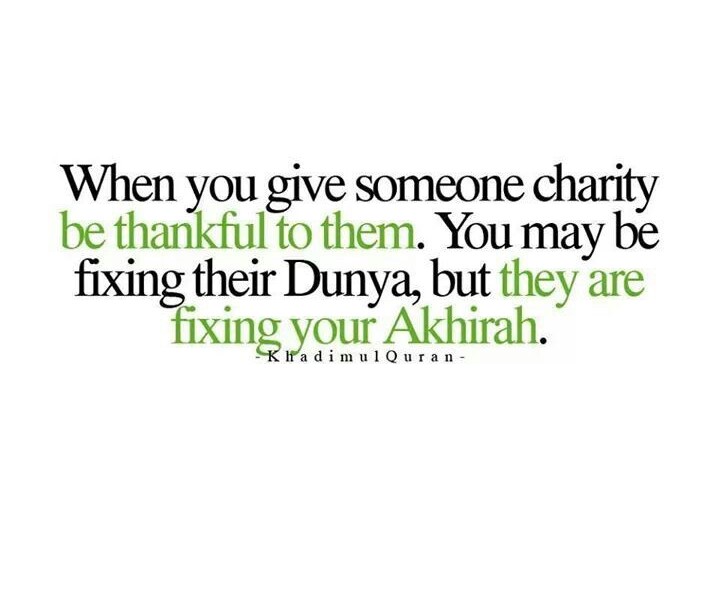 When you give someone charity
be thankful to them. You may be
fixing their Dunya, but they are
fixing your Akhirah.
- KhadimulQuran -